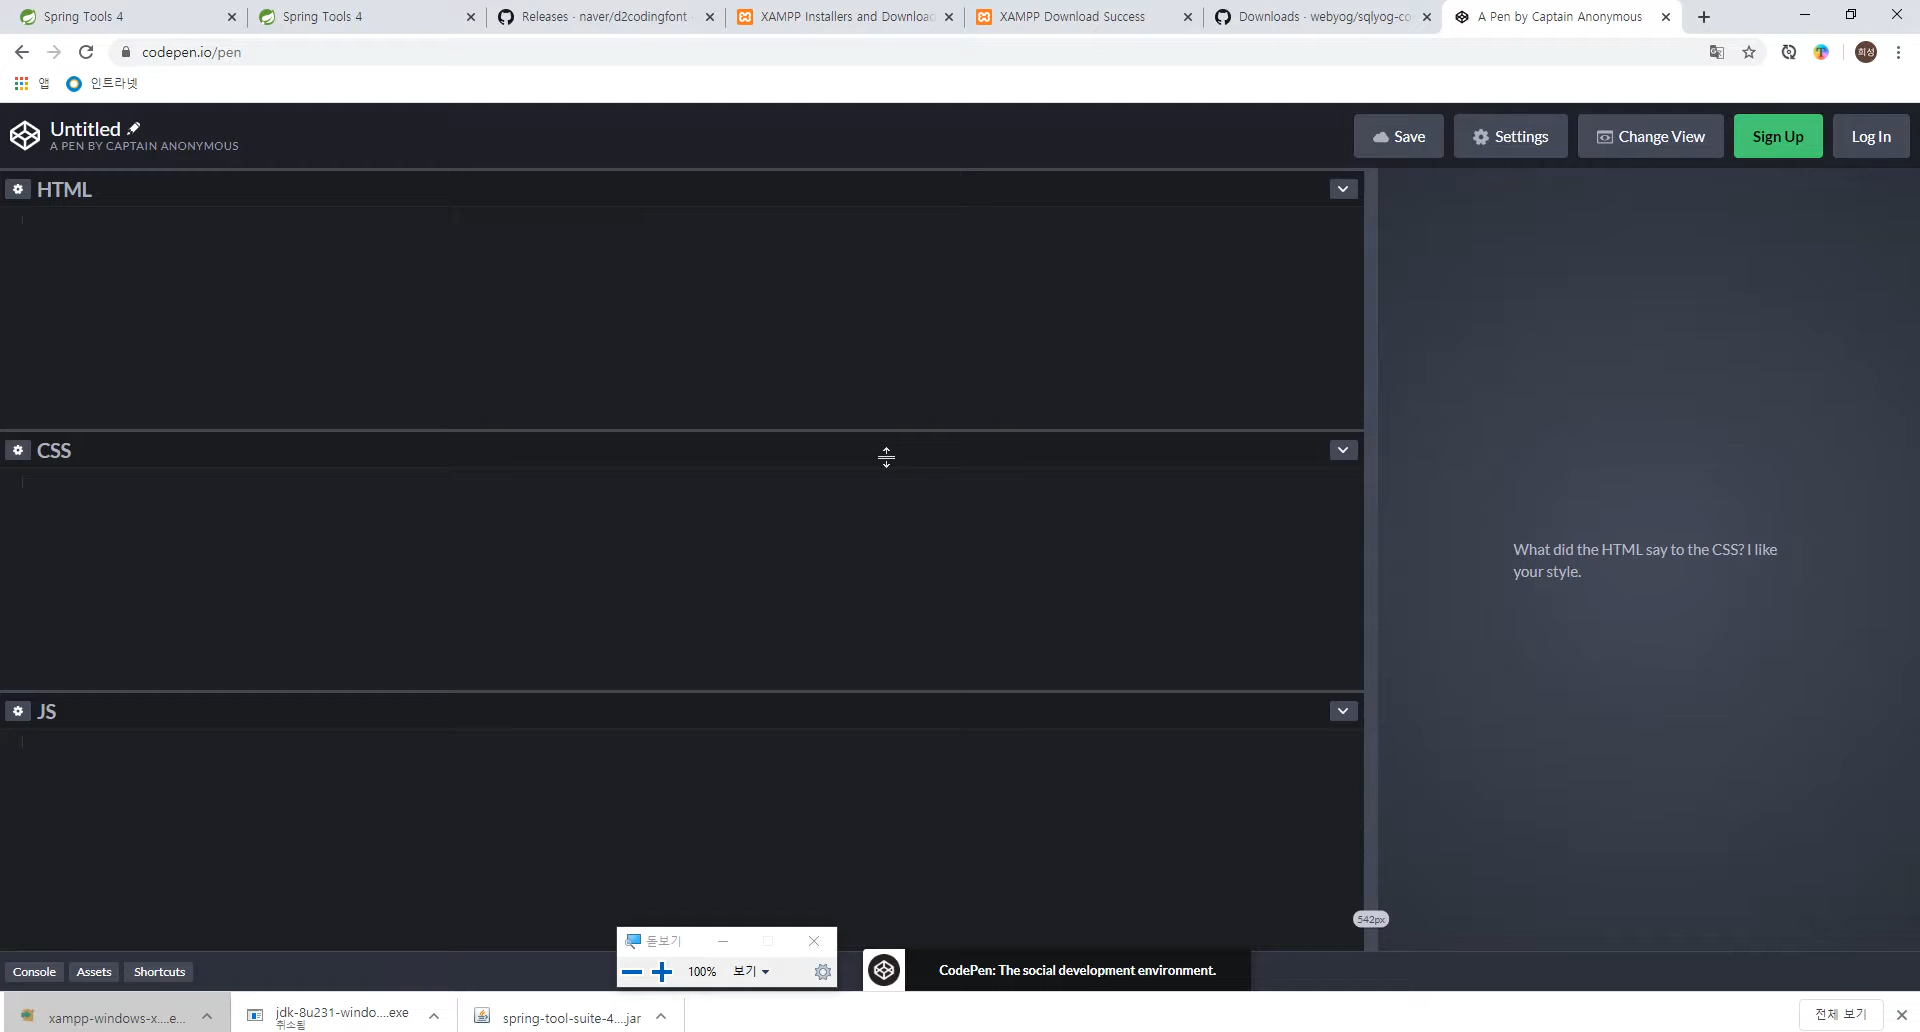 Spring Tools 4
Spring Tools 4
Releases · naver/d2codingfont
XAMPP Installers and Downloac
XAMPP Download Success
Downloads · webyog/sqlyog-co
A Pen by Captain Anonymous
codepen.io/pen
희성
앱
인트라넷
Untitled
A PEN BY CAPTAIN ANONYMOUS
Save
Settings
Change View
Sign Up
Log In
HTML
CSS
What did the HTML say to the CSS? I like
your style.
JS
542px
돋보기
100%
보기
Console
Assets
Shortcuts
CodePen: The social development environment.
xampp-windows-x....e...
jdk-8u231-windo....exe
취소됨
spring-tool-suite-4....jar
전체 보기